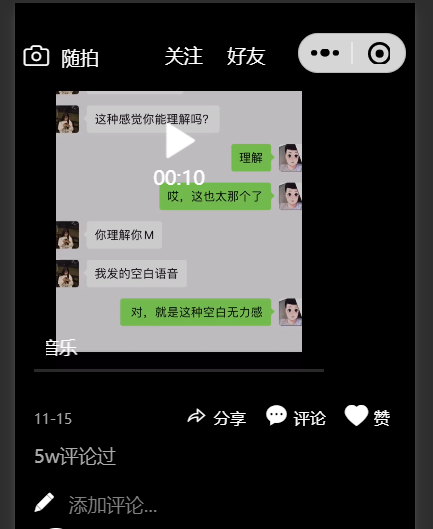 随拍 关注 好友
这种感觉你能理解吗？
理解
00:10
哎，这也太那个了
你理解你M
我发的空白语音
对，就是这种空白无力感
音乐
11-15 分享 评论 赞
5w评论过
添加评论...